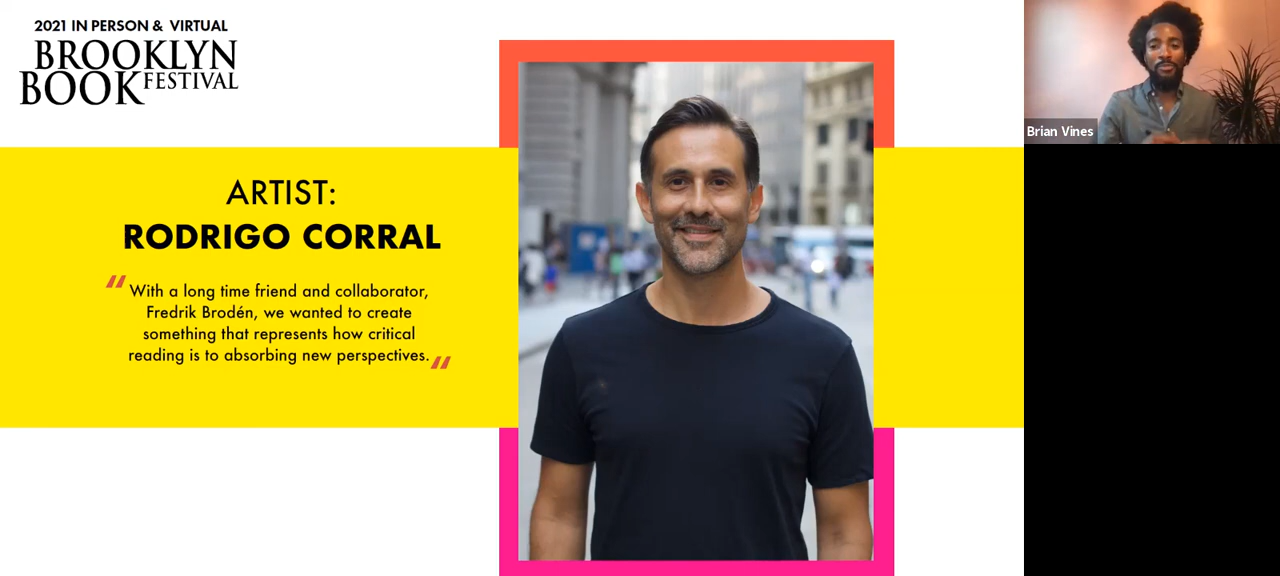 2021 IN PERSON & VIRTUAL
BROOKLYN
BOOK FESTIVAL
ARTIST:
RODRIGO CORRAL
“With a long time friend and collaborator,
Fredrik Brodén, we wanted to create
something that represents how critical
reading is to absorbing new perspectives.”
Brian Vines